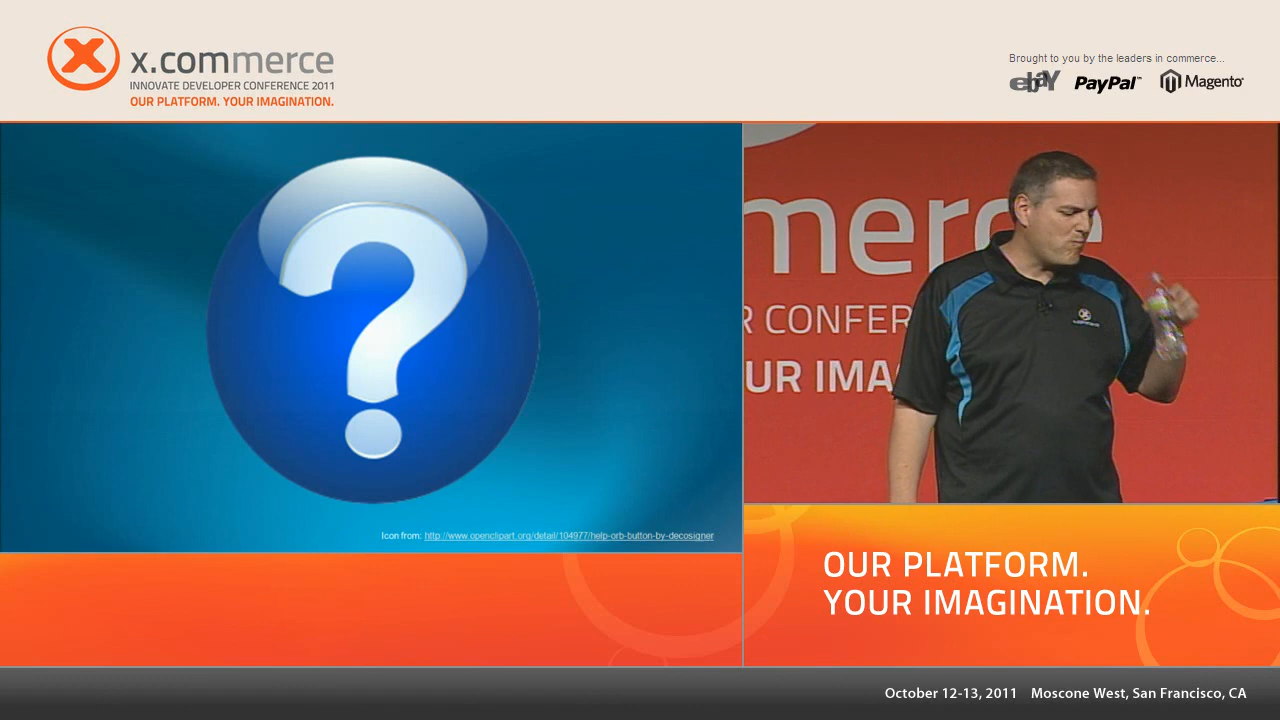 x.commerce
INNOVATE DEVELOPER CONFERENCE 2011
OUR PLATFORM. YOUR IMAGINATION.
Brought to you by the leaders in commerce...
ebaY
PayPal™
Magento®
?
Icon from: http://www.openclipart.org/detail/104977/help-orb-button-by-decosigner
merce
R CONFER
UR IMA
OUR PLATFORM.
YOUR IMAGINATION.
October 12-13, 2011 Moscone West, San Francisco, CA